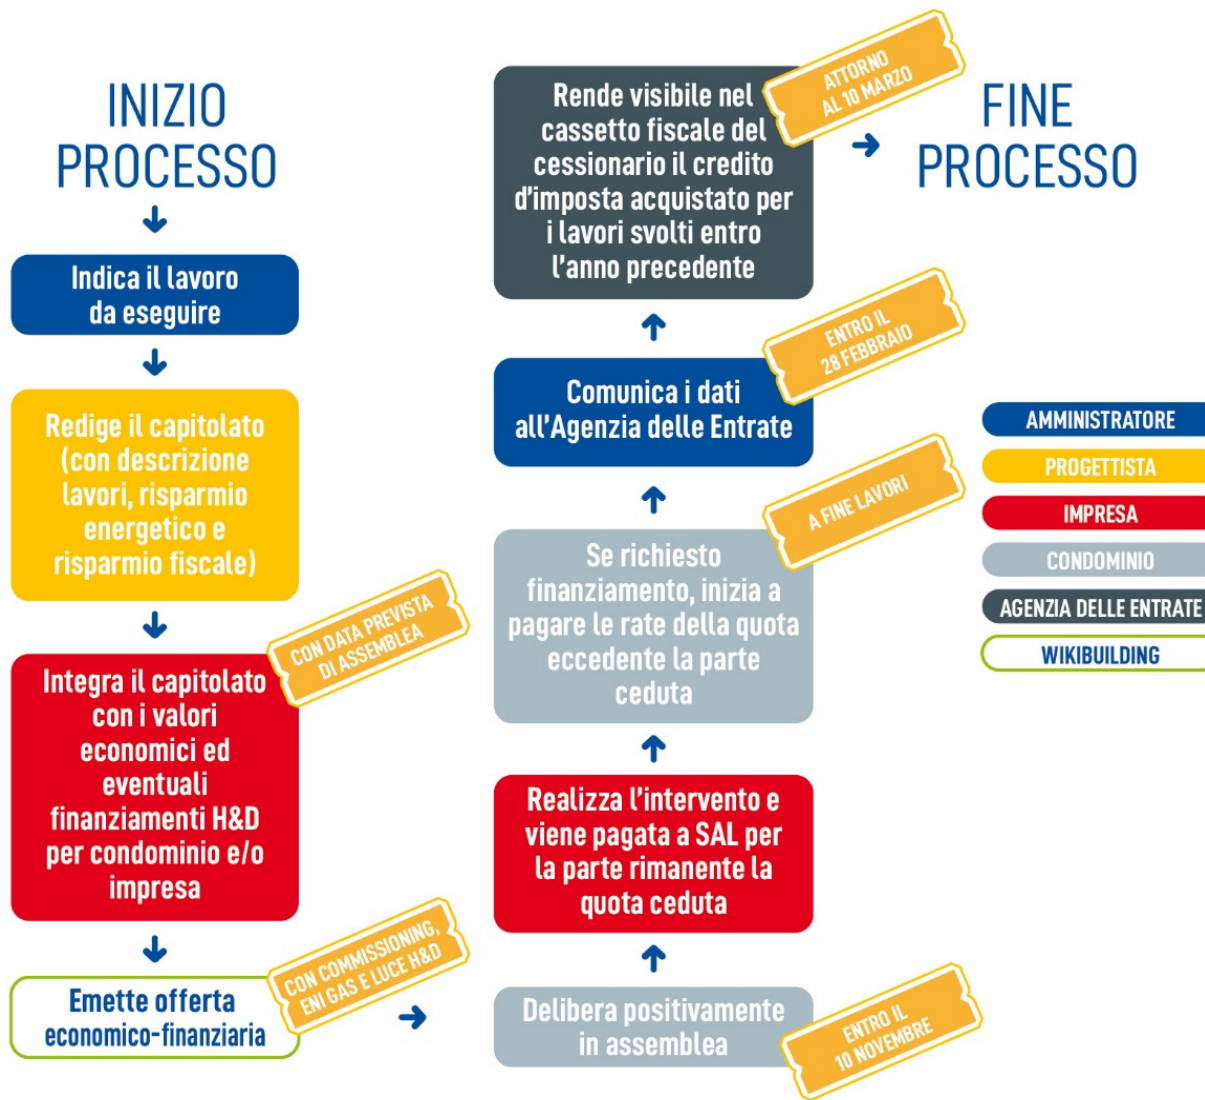 INIZIO
PROCESSO
Indica il lavoro
da eseguire
Redige il capitolato
(con descrizione
lavori, risparmio
energetico e
risparmio fiscale)
CON DATA PREVISTA
DI ASSEMBLEA
Integra il capitolato
con i valori
economici ed
eventuali
finanziamenti H&D
per condominio e/o
impresa
CON COMMISSIONING,
ENI GAS E LUCE H&D
Emette offerta
economico-finanziaria
Delibera positivamente
in assemblea
ENTRO IL
10 NOVEMBRE
Realizza l'intervento e
viene pagata a SAL per
la parte rimanente la
quota ceduta
Se richiesto
finanziamento, inizia a
pagare le rate della quota
eccedente la parte
ceduta
A FINE LAVORI
Comunica i dati
all'Agenzia delle Entrate
ENTRO IL
28 FEBBRAIO
Rende visibile nel
cassetto fiscale del
cessionario il credito
d'imposta acquistato per
i lavori svolti entro
l'anno precedente
ATTORNO
AL 10 MARZO
FINE
PROCESSO
AMMINISTRATORE
PROGETTISTA
IMPRESA
CONDOMINIO
AGENZIA DELLE ENTRATE
WIKIBUILDING